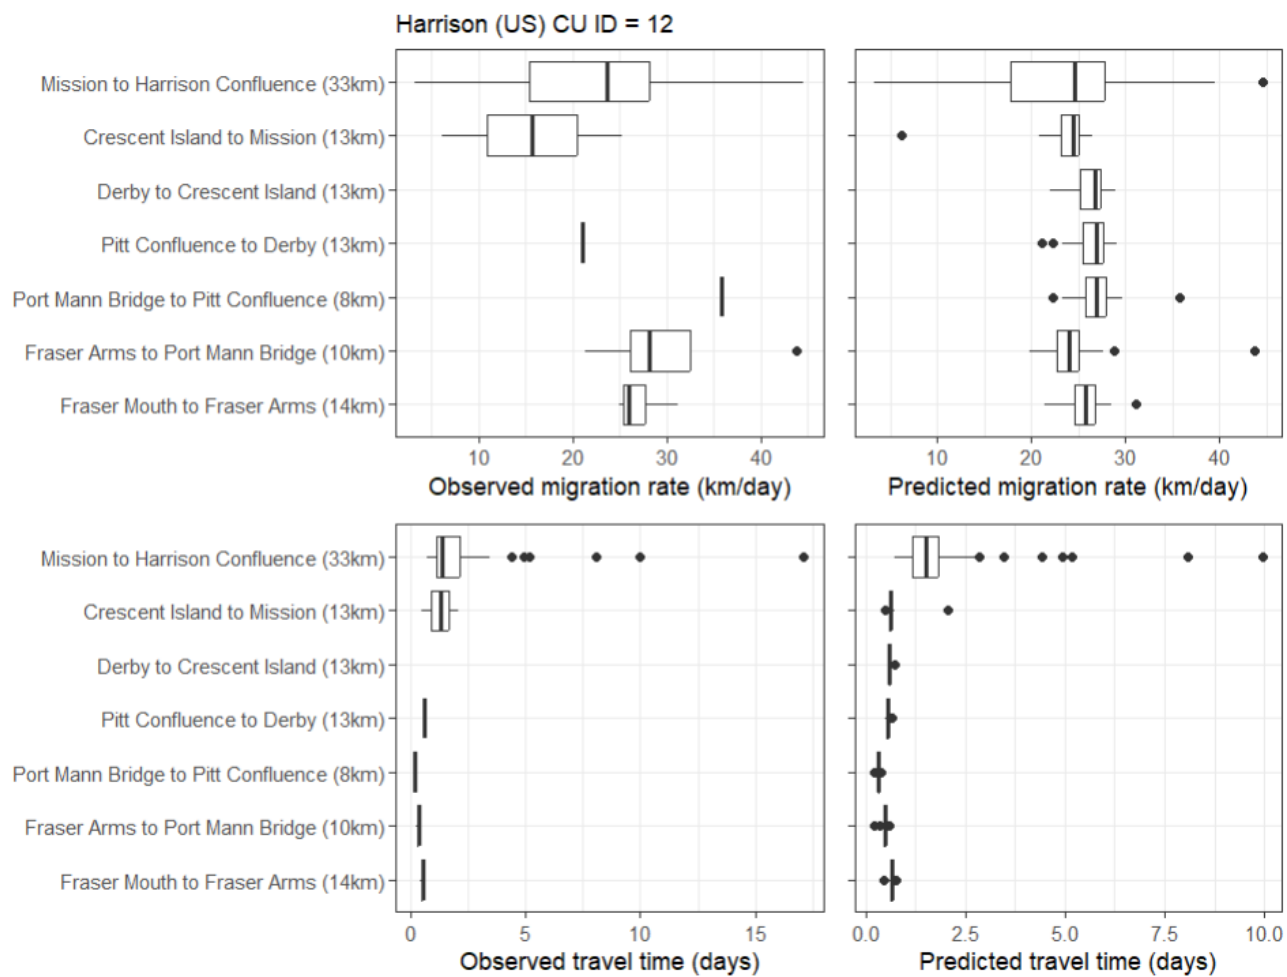 Harrison (US) CU ID = 12
Mission to Harrison Confluence (33km)
Crescent Island to Mission (13km)
Derby to Crescent Island (13km)
Pitt Confluence to Derby (13km)
Port Mann Bridge to Pitt Confluence (8km)
Fraser Arms to Port Mann Bridge (10km)
Fraser Mouth to Fraser Arms (14km)
10 20 30 40
Observed migration rate (km/day)
10 20 30 40
Predicted migration rate (km/day)
Mission to Harrison Confluence (33km)
Crescent Island to Mission (13km)
Derby to Crescent Island (13km)
Pitt Confluence to Derby (13km)
Port Mann Bridge to Pitt Confluence (8km)
Fraser Arms to Port Mann Bridge (10km)
Fraser Mouth to Fraser Arms (14km)
0 5 10 15
Observed travel time (days)
0.0 2.5 5.0 7.5 10.0
Predicted travel time (days)